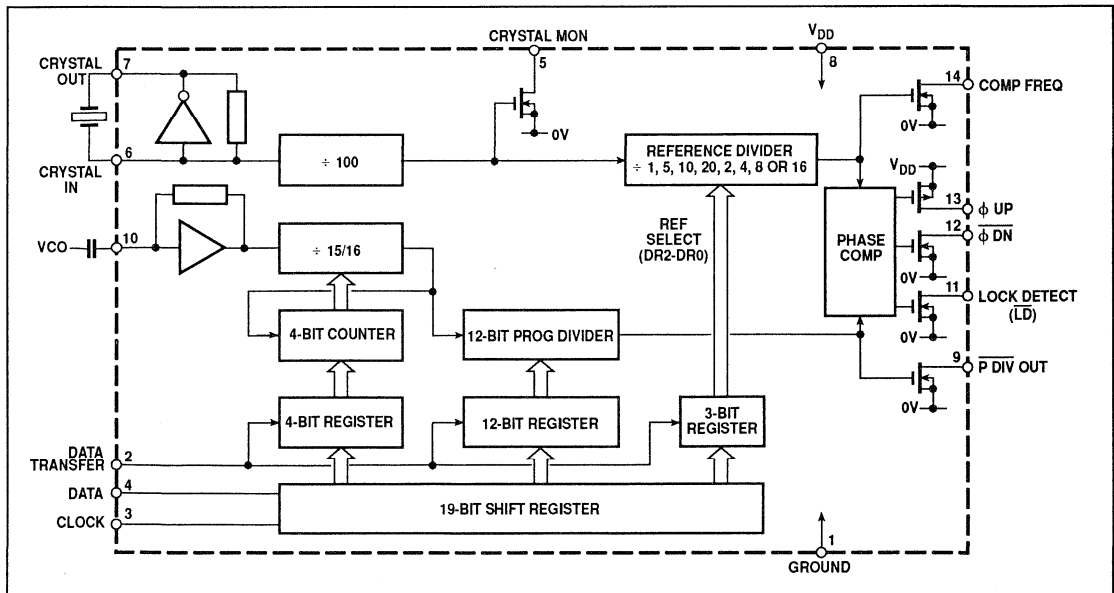 CRYSTAL MON
5
VDD
8
CRYSTAL
OUT
7
6
CRYSTAL
IN
÷ 100
0V
REFERENCE DIVIDER
÷ 1, 5, 10, 20, 2, 4, 8 OR 16
14
COMP FREQ
0V
VDD
13
ϕ UP
VCO
10
÷ 15/16
REF
SELECT
(DR2-DR0)
PHASE
COMP
12
ϕ DN
0V
11
LOCK DETECT
(LD)
0V
4-BIT COUNTER
12-BIT PROG DIVIDER
9
P DIV OUT
0V
4-BIT REGISTER
12-BIT REGISTER
3-BIT
REGISTER
DATA
TRANSFER
2
DATA
4
CLOCK
3
19-BIT SHIFT REGISTER
1
GROUND